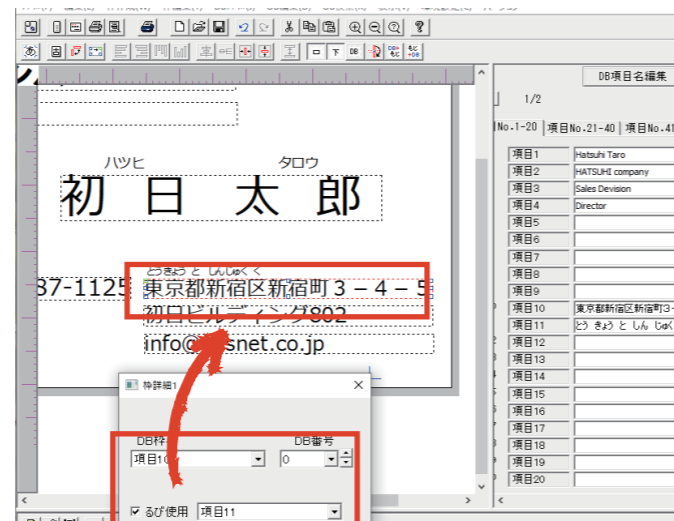 DB項目名編集
1/2
No.1-20 項目No.21-40 項目No.41
ハツヒ タロウ
初 日 太 郎
とうきょう と しんじゅく く
37-1125 東京都新宿区新宿町３－４－５
初日ビルディング802
info@ snet.co.jp
枠詳細1
DB枠 DB番号
項目10 0
るび使用 項目11
項目1 Hatsuhi Taro
項目2 HATSUHI company
項目3 Sales Devision
項目4 Director
項目5
項目6
項目7
項目8
項目9
項目10 東京都新宿区新宿町3-
項目11 とう きょう と しん じゅく
項目12
項目13
項目14
項目15
項目16
項目17
項目18
項目19
項目20